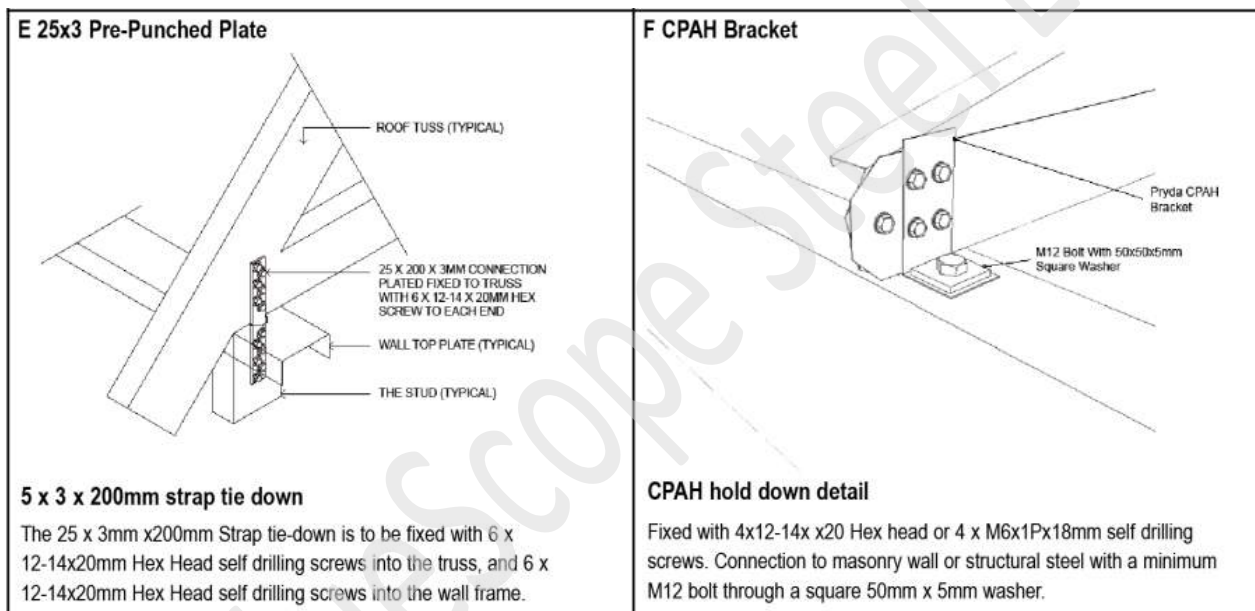 E 25x3 Pre-Punched Plate
ROOF TUSS (TYPICAL)
25 X 200 X 3MM CONNECTION
PLATED FIXED TO TRUSS
WITH 6 X 12-14 X 20MM HEX
SCREW TO EACH END
WALL TOP PLATE (TYPICAL)
THE STUD (TYPICAL)
5 x 3 x 200mm strap tie down
The 25 x 3mm x200mm Strap tie-down is to be fixed with 6 x
12-14x20mm Hex Head self drilling screws into the truss, and 6 x
12-14x20mm Hex Head self drilling screws into the wall frame.
F CPAH Bracket
Pryda CPAH
Bracket
M12 Bolt With 50x50x5mm
Square Washer
CPAH hold down detail
Fixed with 4x12-14x x20 Hex head or 4 x M6x1Px18mm self drilling
screws. Connection to masonry wall or structural steel with a minimum
M12 bolt through a square 50mm x 5mm washer.
Scope Steel